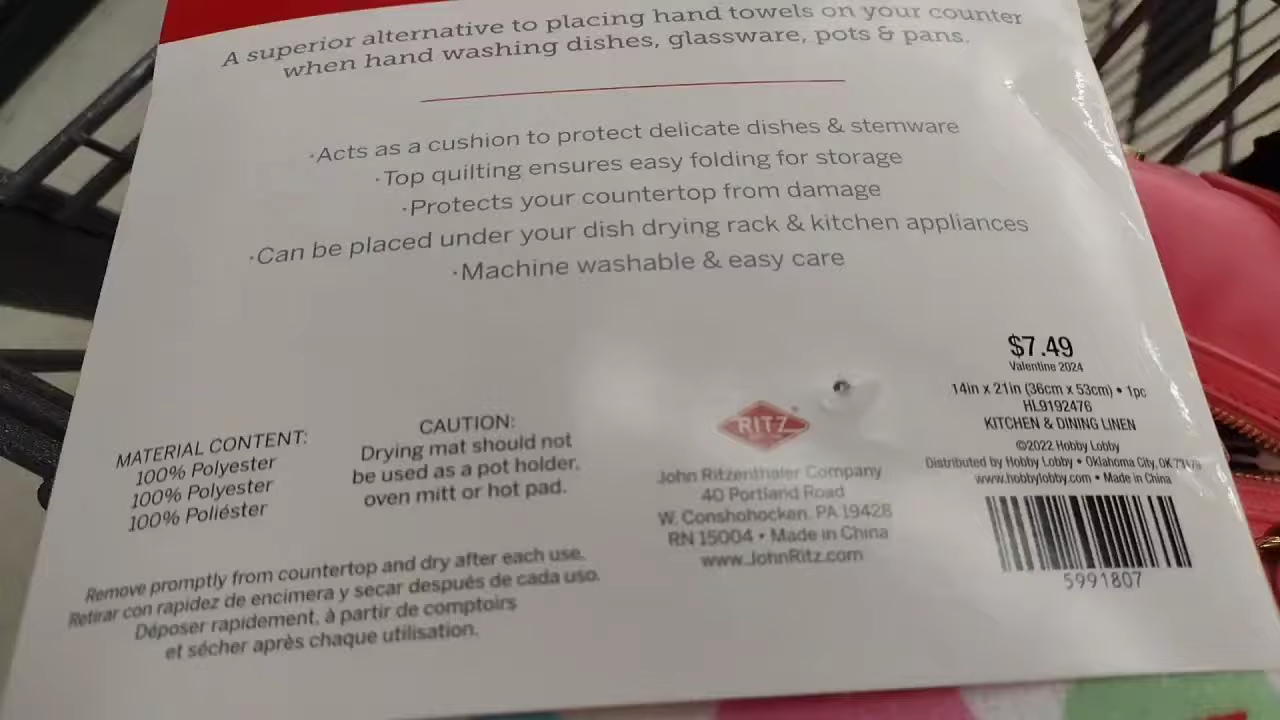 A superior alternative to placing hand towels on your counter
when hand washing dishes, glassware, pots & pans.
·Acts as a cushion to protect delicate dishes & stemware
·Top quilting ensures easy folding for storage
·Protects your countertop from damage
·Can be placed under your dish drying rack & kitchen appliances
·Machine washable & easy care
MATERIAL CONTENT:
100% Polyester
100% Polyester
100% Poliéster
CAUTION:
Drying mat should not
be used as a pot holder,
oven mitt or hot pad.
Remove promptly from countertop and dry after each use.
Retirar con rapidez de encimera y secar después de cada uso.
Déposer rapidement, à partir de comptoirs
et sécher après chaque utilisation.
RITZ®
John Ritzenthaler Company
40 Portland Road
W. Conshohocken, PA 19428
RN 15004 • Made in China
www.JohnRitz.com
$7.49
Valentine 2024
14in x 21in (36cm x 53cm) • 1pc
HL9192476
KITCHEN & DINING LINEN
©2022 Hobby Lobby
Distributed by Hobby Lobby • Oklahoma City, OK
www.hobbylobby.com • Made in China
5991807